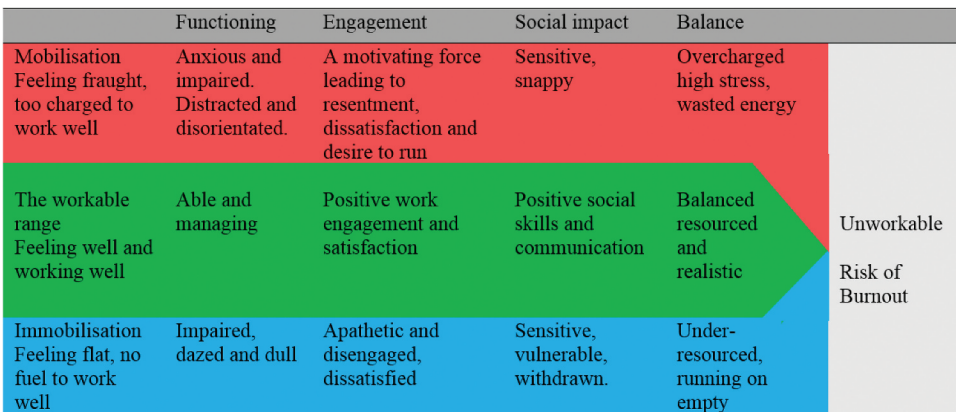 Functioning Engagement Social impact Balance
Mobilisation
Feeling fraught,
too charged to
work well
Anxious and
impaired.
Distracted and
disorientated.
A motivating force
leading to
resentment,
dissatisfaction and
desire to run
Sensitive,
snappy
Overcharged
high stress,
wasted energy
The workable
range
Feeling well and
working well
Able and
managing
Positive work
engagement and
satisfaction
Positive social
skills and
communication
Balanced
resourced
and
realistic
Immobilisation
Feeling flat, no
fuel to work
well
Impaired,
dazed and dull
Apathetic and
disengaged,
dissatisfied
Sensitive,
vulnerable,
withdrawn.
Under-
resourced,
running on
empty
Unworkable
Risk of
Burnout